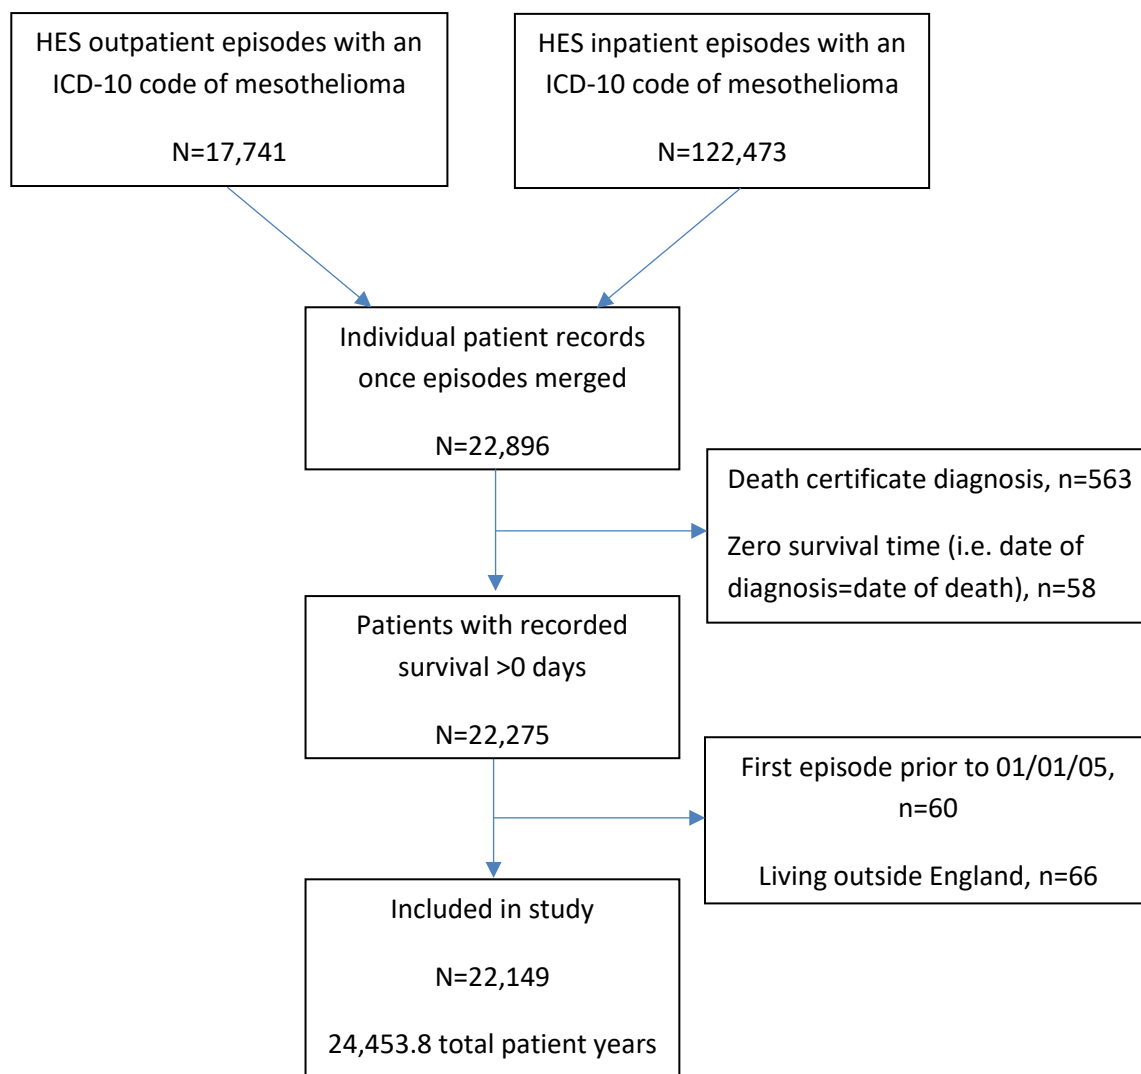 HES outpatient episodes with an
ICD-10 code of mesothelioma
N=17,741
HES inpatient episodes with an
ICD-10 code of mesothelioma
N=122,473
Individual patient records
once episodes merged
N=22,896
Death certificate diagnosis, n=563
Zero survival time (i.e. date of
diagnosis=date of death), n=58
Patients with recorded
survival >0 days
N=22,275
First episode prior to 01/01/05,
n=60
Living outside England, n=66
Included in study
N=22,149
24,453.8 total patient years